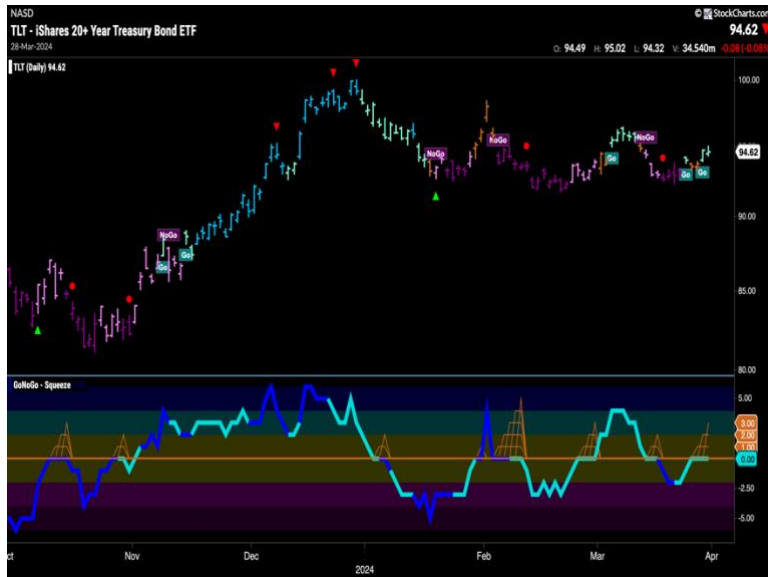 NASD
© StockCharts.com
TLT - iShares 20+ Year Treasury Bond ETF
94.62
28-Mar-2024
O: 94.49 H: 95.02 L: 94.32 V: 34.540m -0.08 (-0.08%)
TLT (Daily) 94.62
100.00
NoGo
NoGo
NoGo
94.62
Go
Go
Go
90.00
NoGo
Go
Go
85.00
80.00
GoNoGo - Squeeze
5.00
3.00
2.00
1.00
0.00
-2.50
-5.00
Nov
Dec
Feb
Mar
Apr
2024